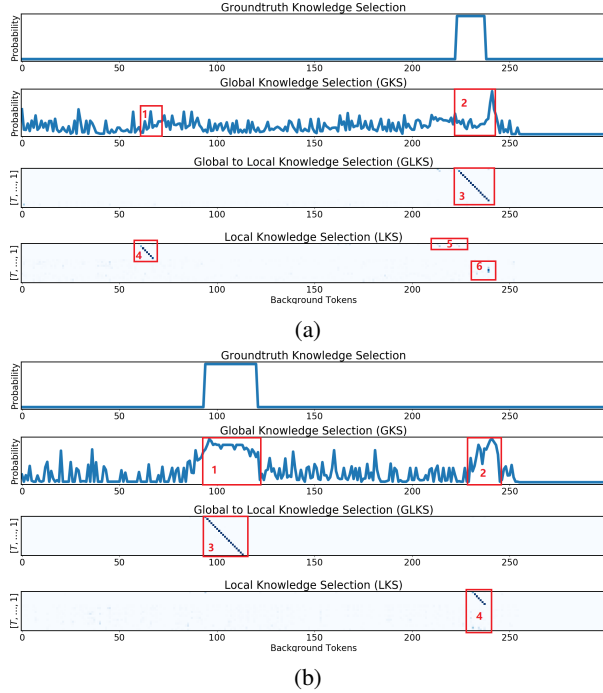 Groundtruth Knowledge Selection
Probability
0 50 100 150 200 250
Global Knowledge Selection (GKS)
Probability
1 2
0 50 100 150 200 250
Global to Local Knowledge Selection (GLKS)
[T, ..., 1]
3
0 50 100 150 200 250
Local Knowledge Selection (LKS)
[T, ..., 1]
4 5 6
0 50 100 150 200 250
Background Tokens
(a)
Groundtruth Knowledge Selection
Probability
0 50 100 150 200 250
Global Knowledge Selection (GKS)
Probability
1 2
0 50 100 150 200 250
Global to Local Knowledge Selection (GLKS)
[T, ..., 1]
3
0 50 100 150 200 250
Local Knowledge Selection (LKS)
[T, ..., 1]
4
0 50 100 150 200 250
Background Tokens
(b)